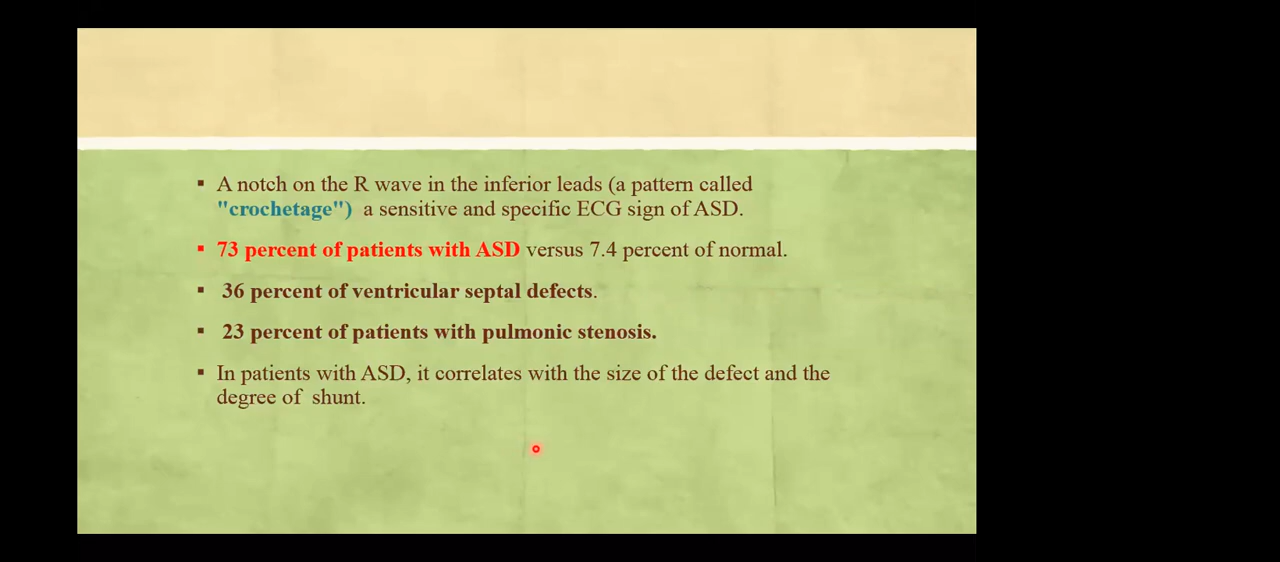 ▪ A notch on the R wave in the inferior leads (a pattern called
"crochetage") a sensitive and specific ECG sign of ASD.
▪ 73 percent of patients with ASD versus 7.4 percent of normal.
▪ 36 percent of ventricular septal defects.
▪ 23 percent of patients with pulmonic stenosis.
▪ In patients with ASD, it correlates with the size of the defect and the
degree of shunt.